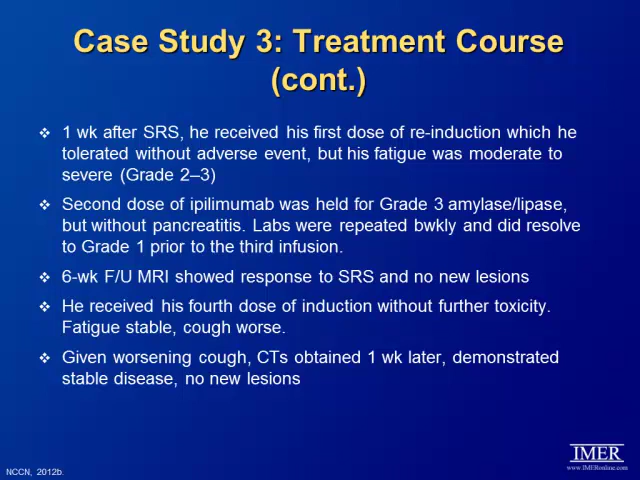 Case Study 3: Treatment Course
(cont.)
❖ 1 wk after SRS, he received his first dose of re-induction which he
tolerated without adverse event, but his fatigue was moderate to
severe (Grade 2–3)
❖ Second dose of ipilimumab was held for Grade 3 amylase/lipase,
but without pancreatitis. Labs were repeated bwkly and did resolve
to Grade 1 prior to the third infusion.
❖ 6-wk F/U MRI showed response to SRS and no new lesions
❖ He received his fourth dose of induction without further toxicity.
Fatigue stable, cough worse.
❖ Given worsening cough, CTs obtained 1 wk later, demonstrated
stable disease, no new lesions
NCCN, 2012b.
IMER
www.IMERonline.com